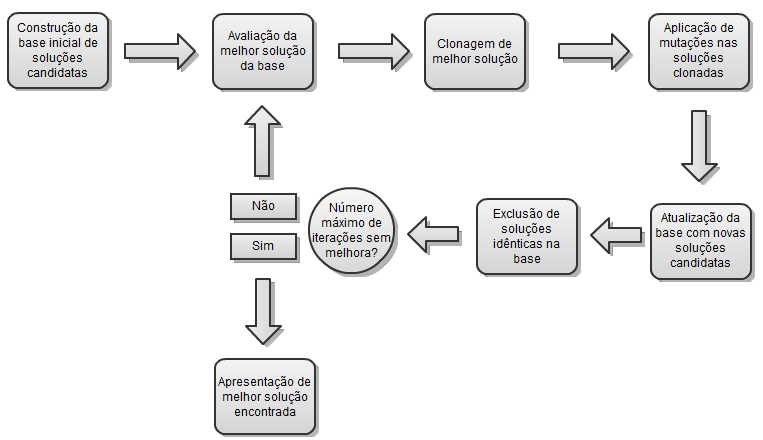 Construção da
base inicial de
soluções
candidatas
Avaliação da
melhor solução
da base
Clonagem de
melhor solução
Aplicação de
mutações nas
soluções
clonadas
Atualização da
base com novas
soluções
candidatas
Exclusão de
soluções
idênticas na
base
Número
máximo de
iterações sem
melhora?
Não
Sim
Apresentação de
melhor solução
encontrada